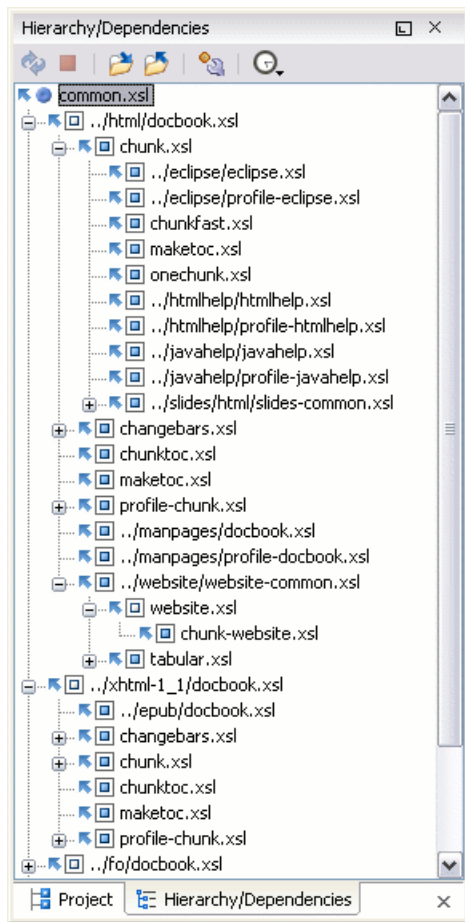 Hierarchy/Dependencies
common.xsl
../html/docbook.xsl
chunk.xsl
../eclipse/eclipse.xsl
../eclipse/profile-eclipse.xsl
chunkfast.xsl
maketoc.xsl
onechunk.xsl
../htmlhelp/htmlhelp.xsl
../htmlhelp/profile-htmlhelp.xsl
../javahelp/javahelp.xsl
../javahelp/profile-javahelp.xsl
../slides/html/slides-common.xsl
changebars.xsl
chunktoc.xsl
maketoc.xsl
profile-chunk.xsl
../manpages/docbook.xsl
../manpages/profile-docbook.xsl
../website/website-common.xsl
website.xsl
chunk-website.xsl
tabular.xsl
../xhtml-1_1/docbook.xsl
../epub/docbook.xsl
changebars.xsl
chunk.xsl
chunktoc.xsl
maketoc.xsl
profile-chunk.xsl
../fo/docbook.xsl
Project Hierarchy/Dependencies